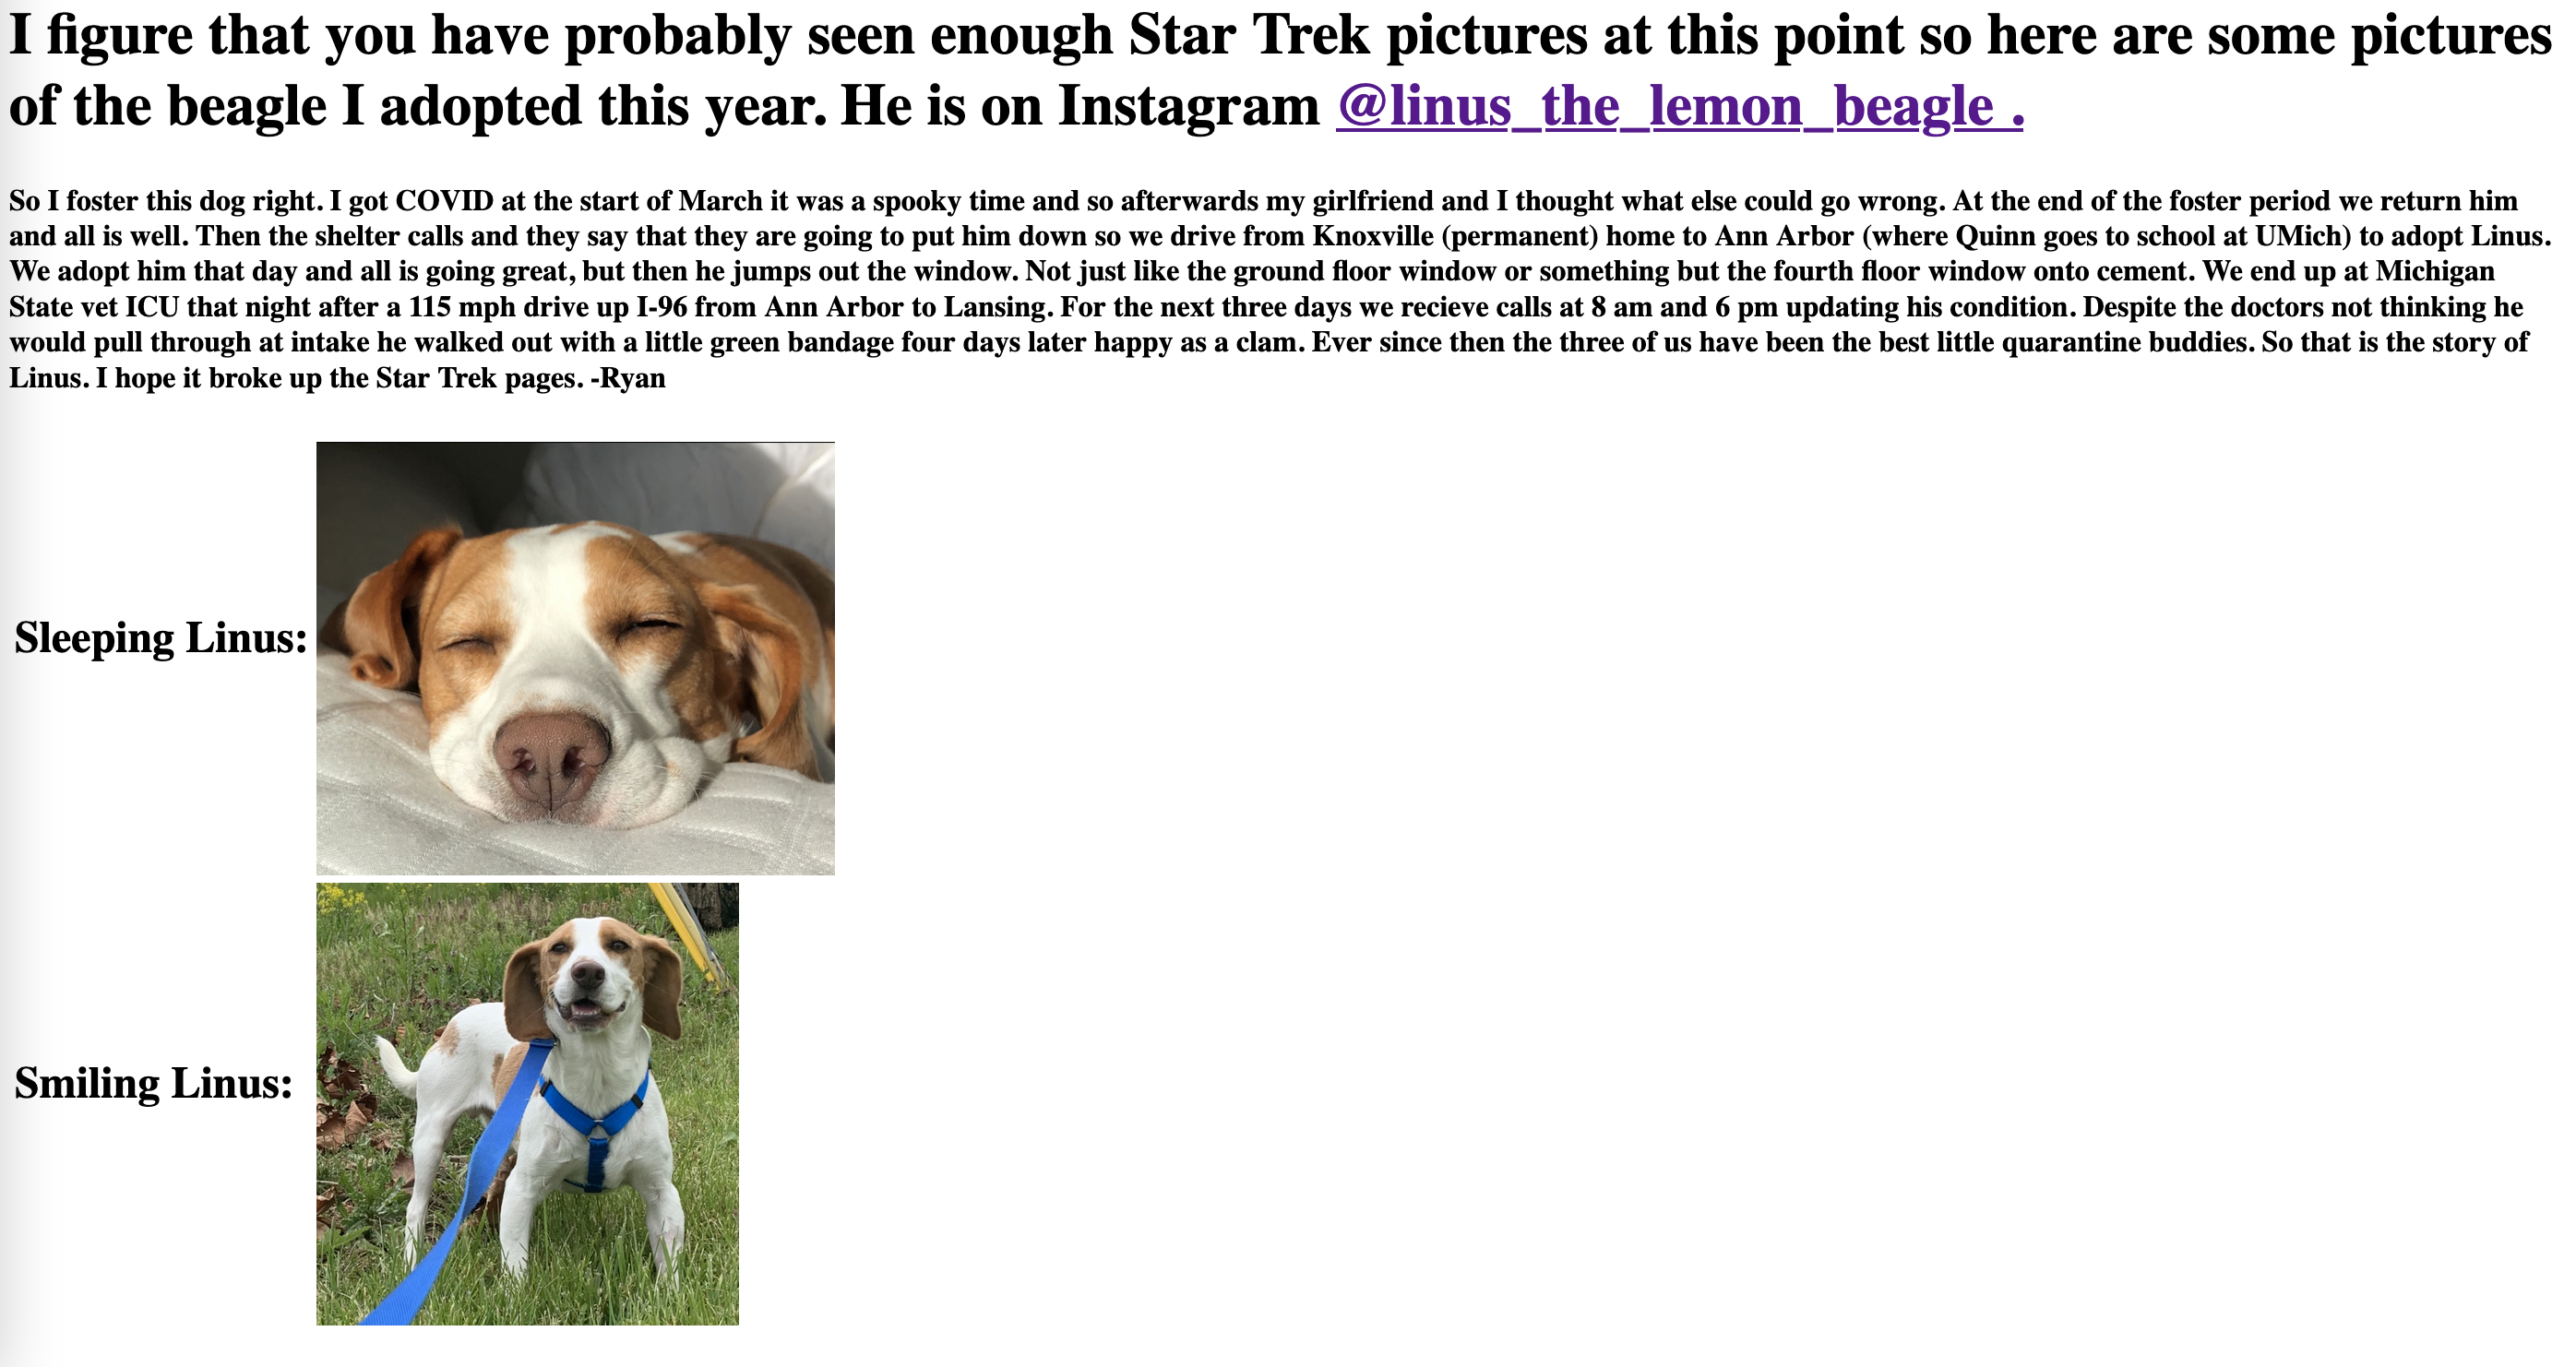 I figure that you have probably seen enough Star Trek pictures at this point so here are some pictures
of the beagle I adopted this year. He is on Instagram @linus_the_lemon_beagle .
So I foster this dog right. I got COVID at the start of March it was a spooky time and so afterwards my girlfriend and I thought what else could go wrong. At the end of the foster period we return him
and all is well. Then the shelter calls and they say that they are going to put him down so we drive from Knoxville (permanent) home to Ann Arbor (where Quinn goes to school at UMich) to adopt Linus.
We adopt him that day and all is going great, but then he jumps out the window. Not just like the ground floor window or something but the fourth floor window onto cement. We end up at Michigan
State vet ICU that night after a 115 mph drive up I-96 from Ann Arbor to Lansing. For the next three days we recieve calls at 8 am and 6 pm updating his condition. Despite the doctors not thinking he
would pull through at intake he walked out with a little green bandage four days later happy as a clam. Ever since then the three of us have been the best little quarantine buddies. So that is the story of
Linus. I hope it broke up the Star Trek pages. -Ryan
Sleeping Linus:
Smiling Linus: